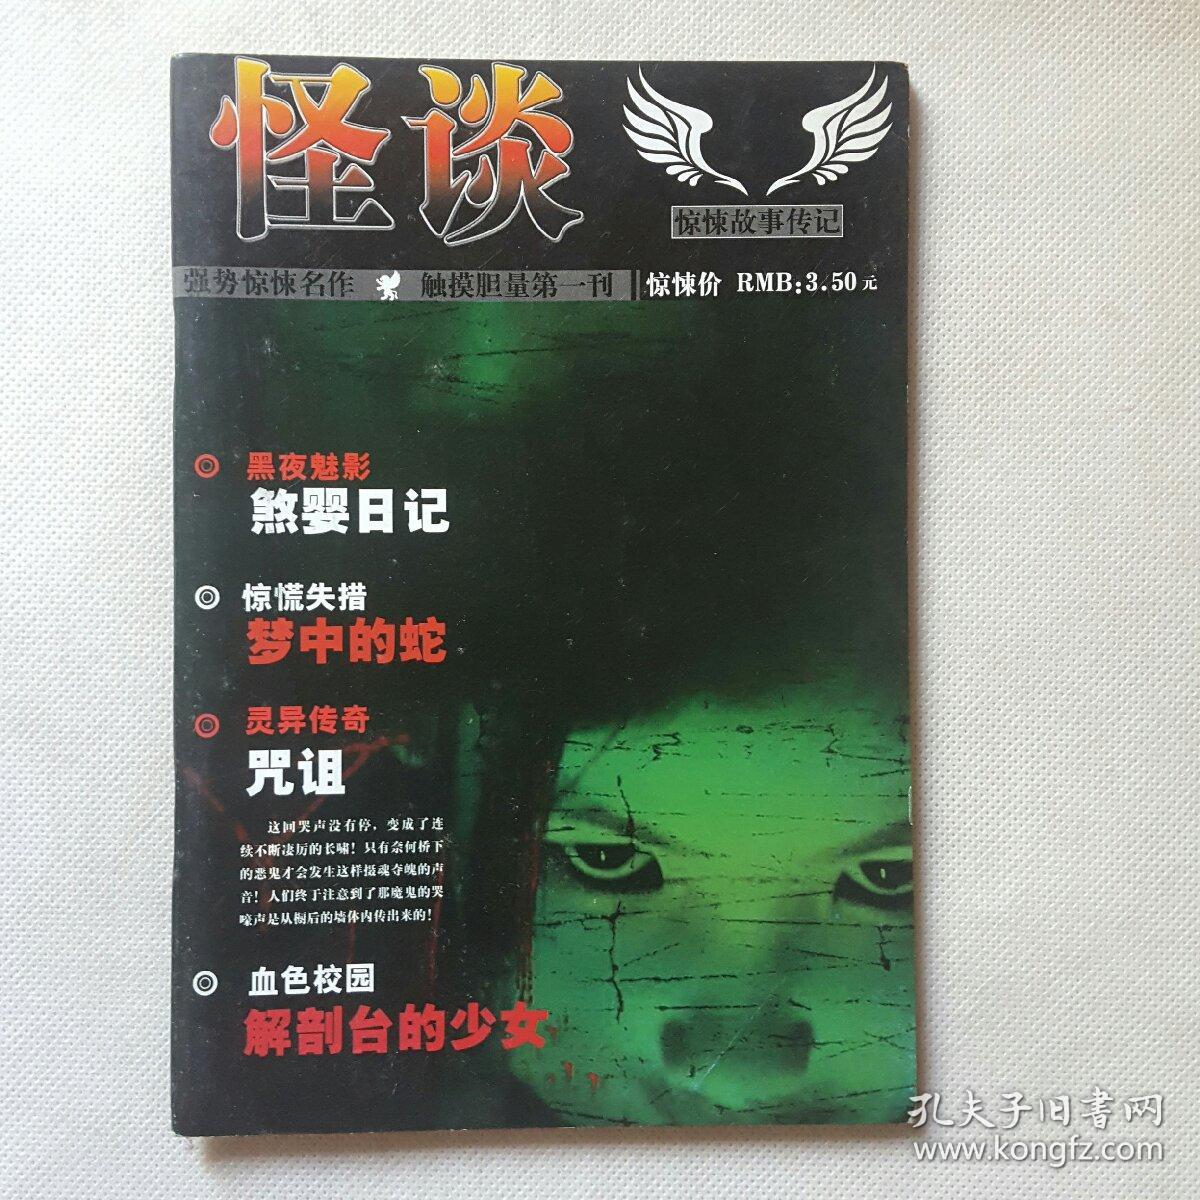 怪谈
惊悚故事传记
强势惊悚名作 触摸胆量第一刊 惊悚价 RMB:3.50元
黑夜魅影
煞婴日记
惊慌失措
梦中的蛇
灵异传奇
咒诅
这回哭声没有停，变成了连
续不断凄厉的长啸！只有奈何桥下
的恶鬼才会发生这样摄魂夺魄的声
音！人们终于注意到了那魔鬼的哭
嚎声是从橱后的墙体内传出来的！
血色校园
解剖台的少女
孔夫子旧书网
www.kongfz.com